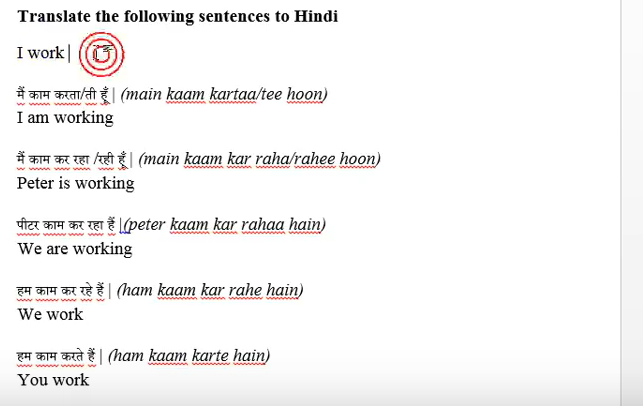 Translate the following sentences to Hindi
I work|
मैं काम करता/ती हूँ | (main kaam kartaa/tee hoon)
I am working
मैं काम कर रहा /रही हूँ | (main kaam kar raha/rahee hoon)
Peter is working
पीटर काम कर रहा हैं |(peter kaam kar rahaa hain)
We are working
हम काम कर रहे हैं | (ham kaam kar rahe hain)
We work
हम काम करते हैं | (ham kaam karte hain)
You work